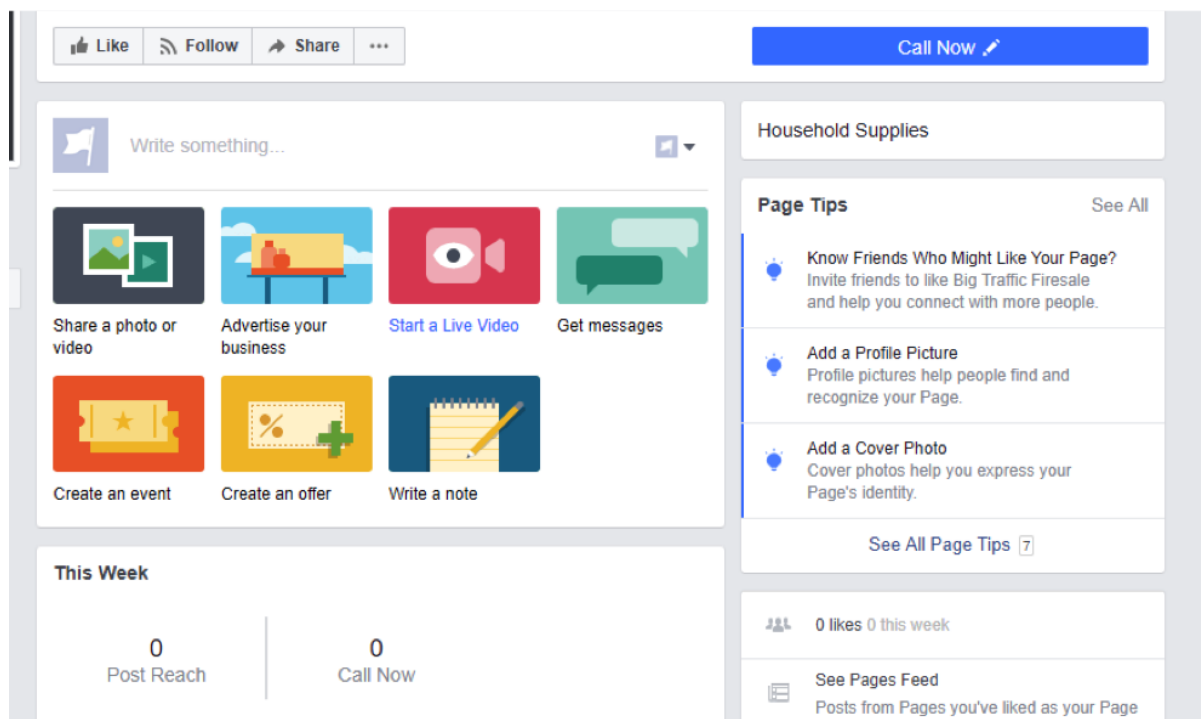 Like
Follow
Share
Call Now
Write something...
Share a photo or
video
Advertise your
business
Start a Live Video
Get messages
Create an event
Create an offer
Write a note
This Week
0
Post Reach
0
Call Now
Household Supplies
Page Tips
See All
Know Friends Who Might Like Your Page?
Invite friends to like Big Traffic Firesale
and help you connect with more people.
Add a Profile Picture
Profile pictures help people find and
recognize your Page.
Add a Cover Photo
Cover photos help you express your
Page's identity.
See All Page Tips 7
0 likes 0 this week
See Pages Feed
Posts from Pages you've liked as your Page